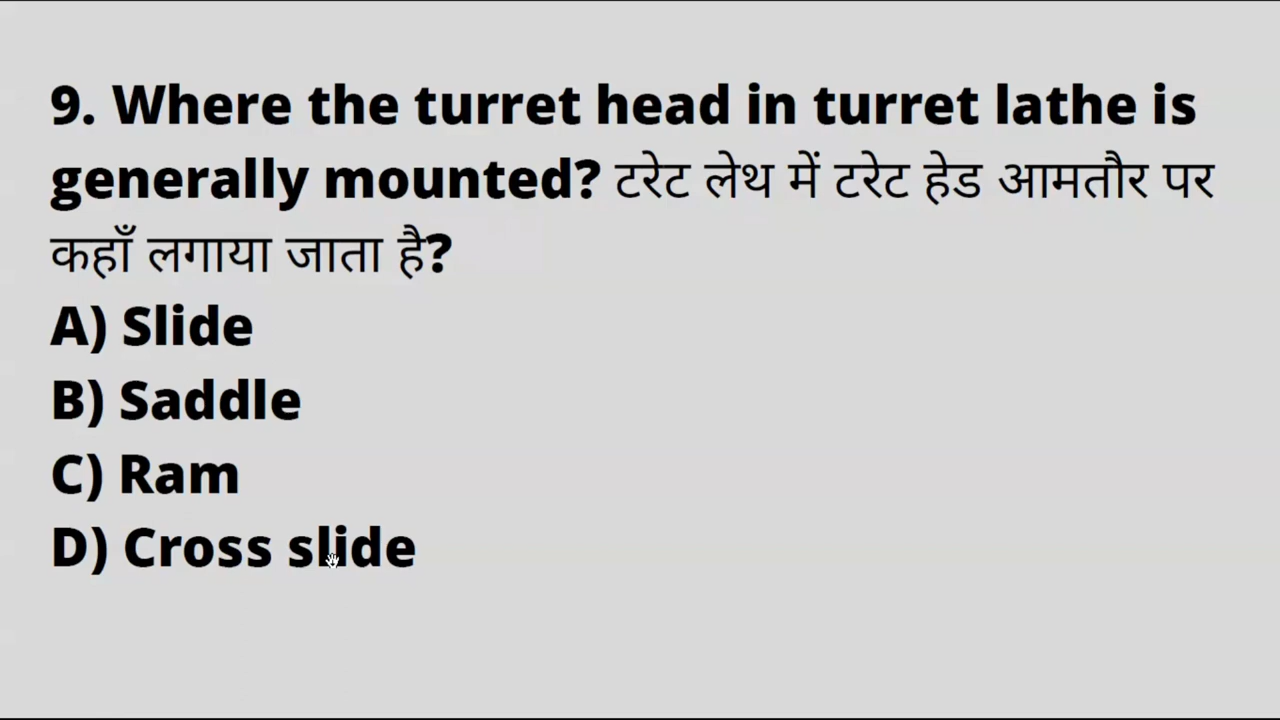 9. Where the turret head in turret lathe is
generally mounted? टरेट लेथ में टरेट हेड आमतौर पर
कहाँ लगाया जाता है?
A) Slide
B) Saddle
C) Ram
D) Cross slide